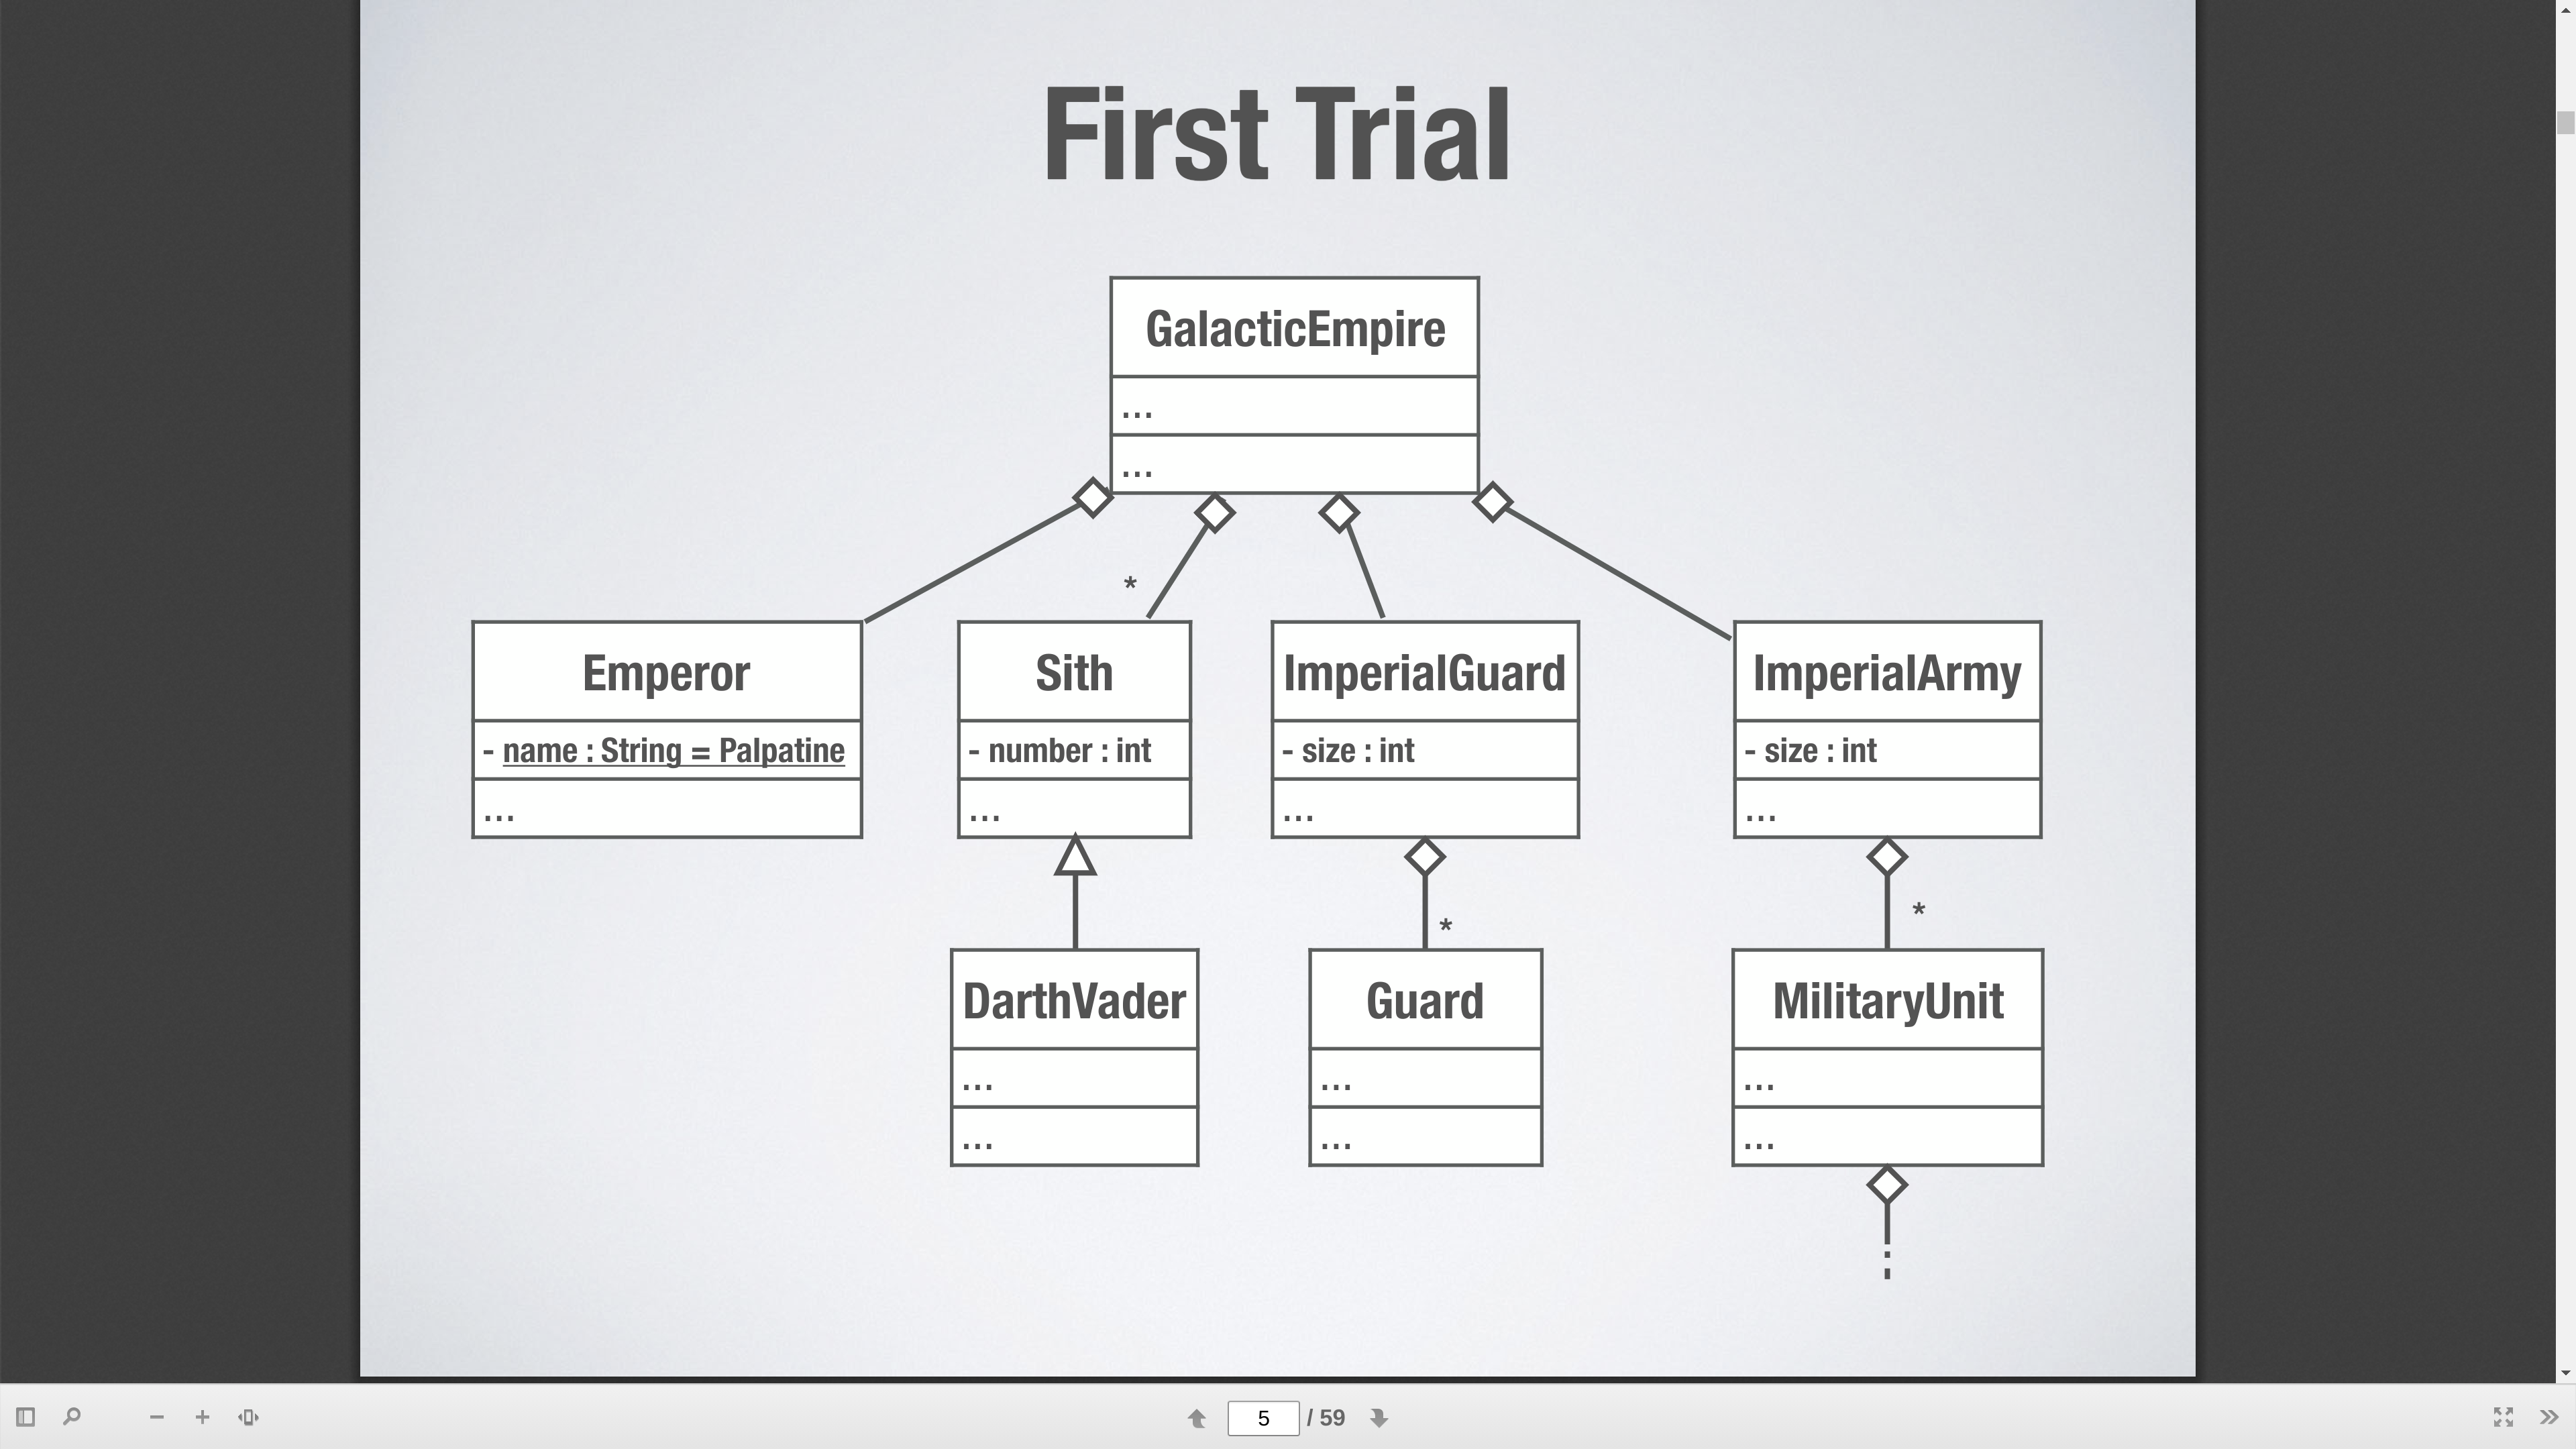 First Trial
GalacticEmpire
...
...
*
Emperor
- name : String = Palpatine
...
Sith
- number : int
...
ImperialGuard
- size : int
...
ImperialArmy
- size : int
...
*
*
DarthVader
...
...
Guard
...
...
MilitaryUnit
...
...
5 / 59